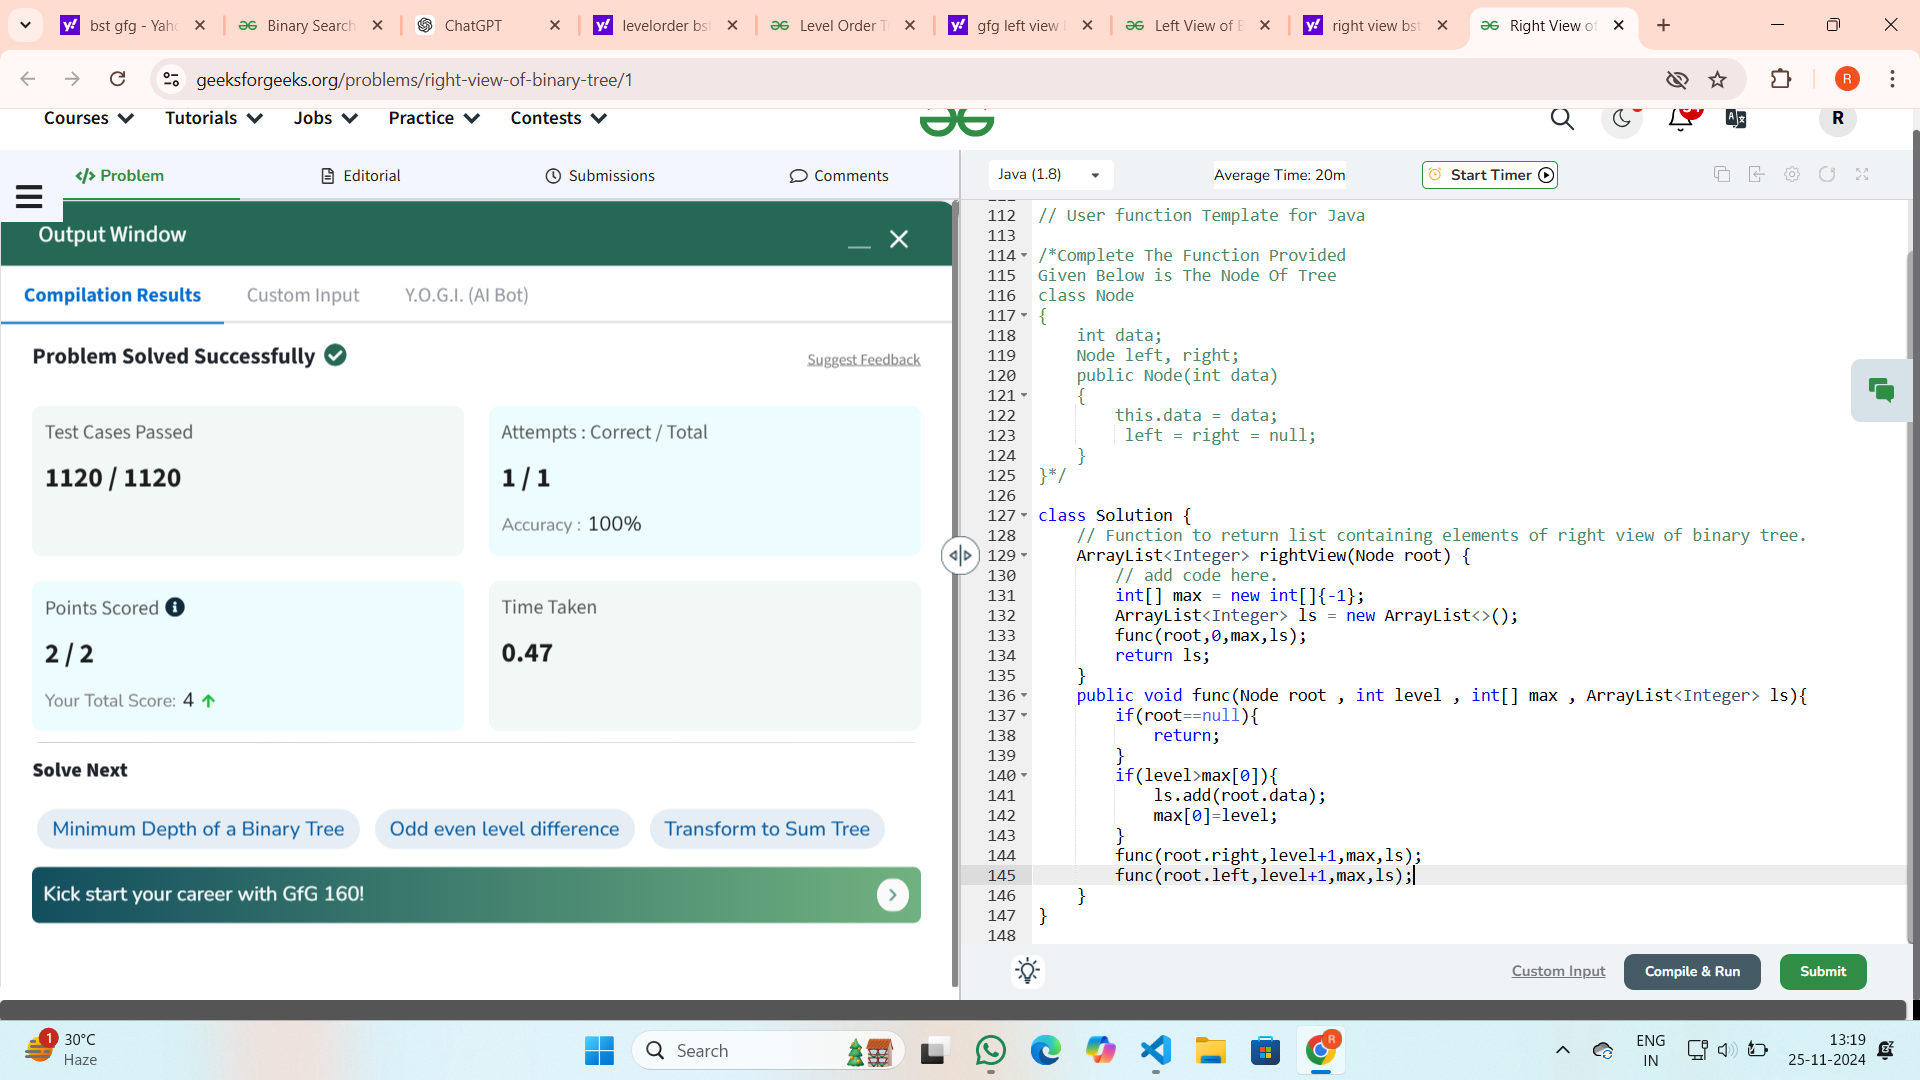 bst gfg - Yah
Binary Search
ChatGPT
levelorder bst
Level Order T
gfg left view
Left View of B
right view bst
Right View of
geeksforgeeks.org/problems/right-view-of-binary-tree/1
R
Courses
Tutorials
Jobs
Practice
Contests
R
Problem
Editorial
Submissions
Comments
Java (1.8)
Average Time: 20m
Start Timer
Output Window
Compilation Results
Custom Input
Y.O.G.I. (AI Bot)
Problem Solved Successfully
Suggest Feedback
Test Cases Passed
1120 / 1120
Attempts : Correct / Total
1 / 1
Accuracy : 100%
Points Scored
2 / 2
Your Total Score: 4
Time Taken
0.47
Solve Next
Minimum Depth of a Binary Tree
Odd even level difference
Transform to Sum Tree
Kick start your career with GfG 160!
112 // User function Template for Java
113
114 /*Complete The Function Provided
115 Given Below is The Node Of Tree
116 class Node
117 {
118 int data;
119 Node left, right;
120 public Node(int data)
121 {
122 this.data = data;
123 left = right = null;
124 }
125 }*/
126
127 class Solution {
128 // Function to return list containing elements of right view of binary tree.
129 ArrayList<Integer> rightView(Node root) {
130 // add code here.
131 int[] max = new int[]{-1};
132 ArrayList<Integer> ls = new ArrayList<>();
133 func(root,0,max,ls);
134 return ls;
135 }
136 public void func(Node root , int level , int[] max , ArrayList<Integer> ls){
137 if(root==null){
138 return;
139 }
140 if(level>max[0]){
141 ls.add(root.data);
142 max[0]=level;
143 }
144 func(root.right,level+1,max,ls);
145 func(root.left,level+1,max,ls);
146 }
147 }
148
Custom Input
Compile & Run
Submit
1
30°C
Haze
Search
R
ENG
IN
13:19
25-11-2024